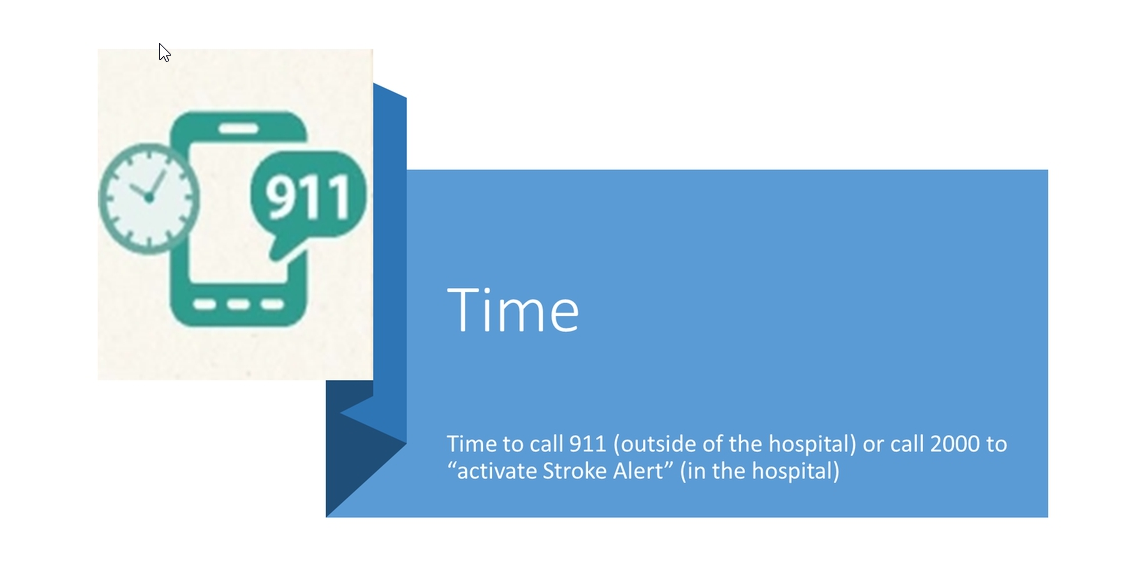 911
Time
Time to call 911 (outside of the hospital) or call 2000 to
“activate Stroke Alert” (in the hospital)